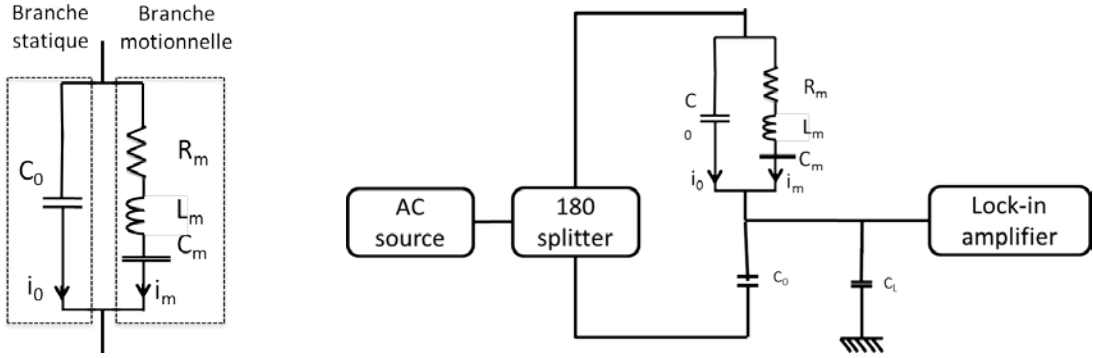 Branche statique
Branche motionnelle
C₀
Rₘ
Lₘ
Cₘ
i₀
iₘ
AC source
180 splitter
C
0
Rₘ
Lₘ
Cₘ
i₀
iₘ
C₀
C_L
Lock-in amplifier